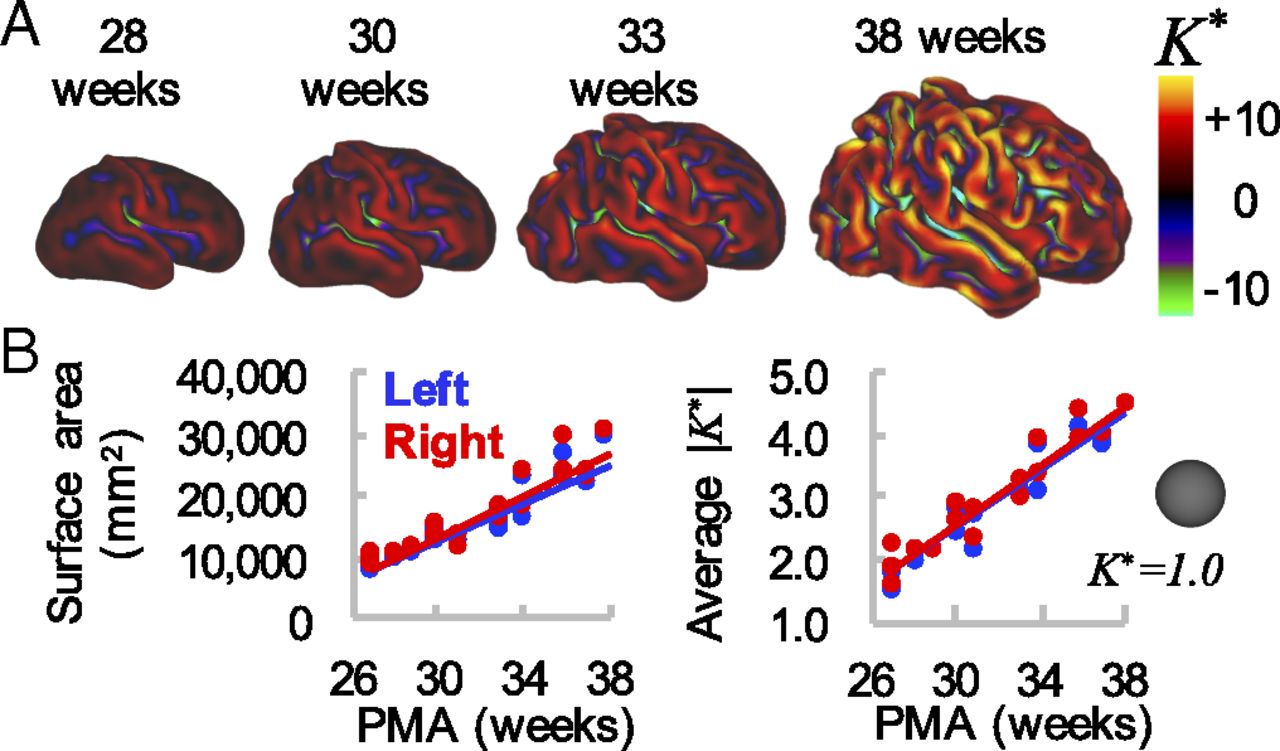 A
28
weeks
30
weeks
33
weeks
38 weeks
K*
+10
0
-10
B
Surface area
(mm²)
40,000
30,000
20,000
10,000
0
Left
Right
26 30 34 38
PMA (weeks)
Average |K*|
5.0
4.0
3.0
2.0
1.0
26 30 34 38
PMA (weeks)
K*=1.0